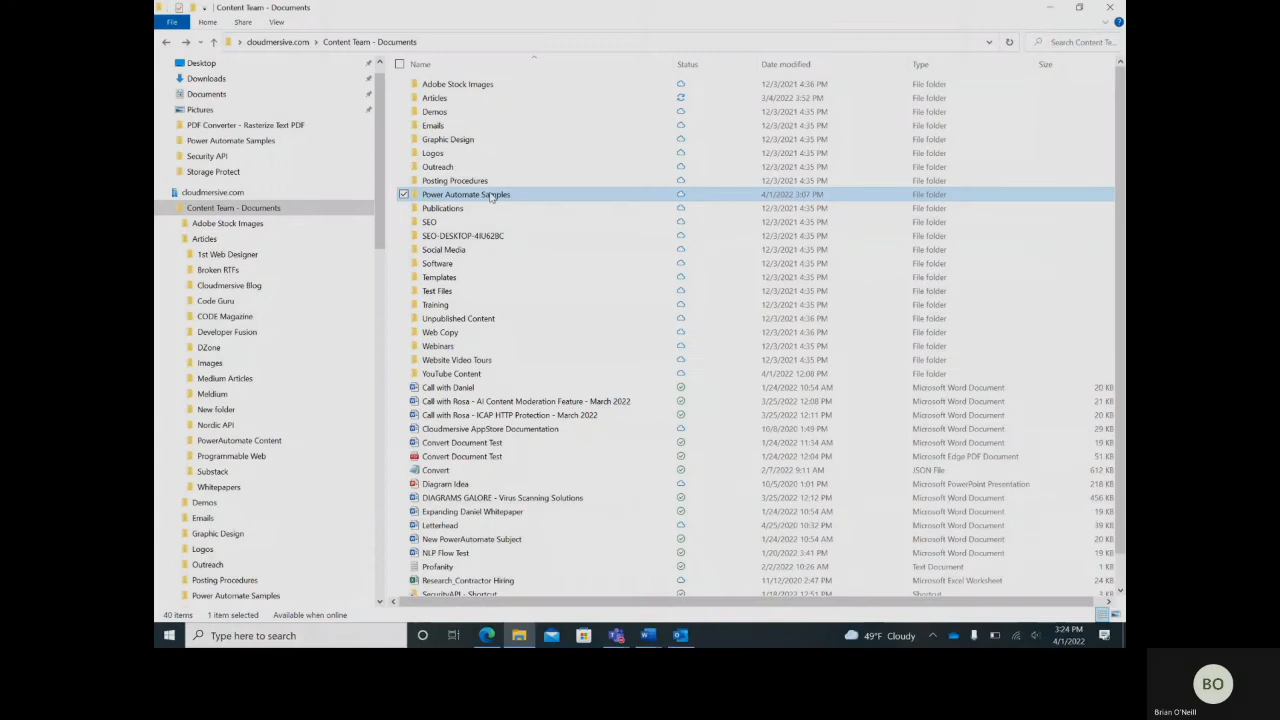 Content Team - Documents
File
Home
Share
View
cloudmersive.com
Content Team - Documents
Search Content Te...
Desktop
Downloads
Documents
Pictures
PDF Converter - Rasterize Text PDF
Power Automate Samples
Security API
Storage Protect
cloudmersive.com
Content Team - Documents
Adobe Stock Images
Articles
1st Web Designer
Broken RTFs
Cloudmersive Blog
Code Guru
CODE Magazine
Developer Fusion
DZone
Images
Medium Articles
Meldium
New folder
Nordic API
PowerAutomate Content
Programmable Web
Substack
Whitepapers
Demos
Emails
Graphic Design
Logos
Outreach
Posting Procedures
Power Automate Samples
Name Status Date modified Type Size
Adobe Stock Images 12/3/2021 4:36 PM File folder
Articles 3/4/2022 3:52 PM File folder
Demos 12/3/2021 4:35 PM File folder
Emails 12/3/2021 4:35 PM File folder
Graphic Design 12/3/2021 4:35 PM File folder
Logos 12/3/2021 4:35 PM File folder
Outreach 12/3/2021 4:35 PM File folder
Posting Procedures 12/3/2021 4:35 PM File folder
Power Automate Samples 4/1/2022 3:07 PM File folder
Publications 12/3/2021 4:35 PM File folder
SEO 12/3/2021 4:35 PM File folder
SEO-DESKTOP-4IU62BC 12/3/2021 4:35 PM File folder
Social Media 12/3/2021 4:35 PM File folder
Software 12/3/2021 4:35 PM File folder
Templates 12/3/2021 4:35 PM File folder
Test Files 12/3/2021 4:35 PM File folder
Training 12/3/2021 4:35 PM File folder
Unpublished Content 12/3/2021 4:36 PM File folder
Web Copy 12/3/2021 4:36 PM File folder
Webinars 12/3/2021 4:35 PM File folder
Website Video Tours 12/3/2021 4:35 PM File folder
YouTube Content 4/1/2022 12:08 PM File folder
Call with Daniel 1/24/2022 10:54 AM Microsoft Word Document 20 KB
Call with Rosa - AI Content Moderation Feature - March 2022 3/25/2022 12:08 PM Microsoft Word Document 21 KB
Call with Rosa - ICAP HTTP Protection - March 2022 3/25/2022 12:11 PM Microsoft Word Document 20 KB
Cloudmersive AppStore Documentation 10/8/2020 1:49 PM Microsoft Word Document 29 KB
Convert Document Test 1/24/2022 11:54 AM Microsoft Word Document 19 KB
Convert Document Test 1/24/2022 12:04 PM Microsoft Edge PDF Document 51 KB
Convert 2/7/2022 9:11 AM JSON File 612 KB
Diagram Idea 10/5/2020 1:01 PM Microsoft PowerPoint Presentation 218 KB
DIAGRAMS GALORE - Virus Scanning Solutions 3/25/2022 12:12 PM Microsoft Word Document 456 KB
Expanding Daniel Whitepaper 1/24/2022 10:54 AM Microsoft Word Document 19 KB
Letterhead 4/25/2020 10:32 PM Microsoft Word Document 39 KB
New PowerAutomate Subject 1/24/2022 10:54 AM Microsoft Word Document 20 KB
NLP Flow Test 1/20/2022 3:41 PM Microsoft Word Document 19 KB
Profanity 2/2/2022 10:26 AM Text Document 1 KB
Research_Contractor Hiring 11/12/2020 2:47 PM Microsoft Excel Worksheet 24 KB
SecurityAPI - Shortcut 1/18/2022 12:51 PM Shortcut 3 KB
40 items 1 item selected Available when online
Type here to search
49°F Cloudy
3:24 PM
4/1/2022
BO
Brian O'Neill